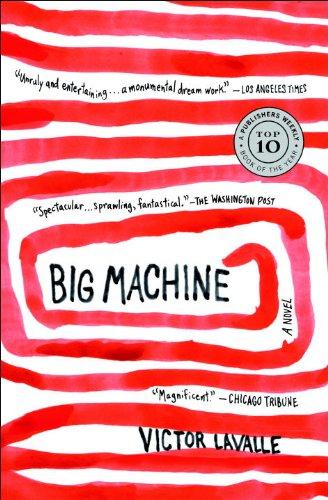 "Unruly and entertaining...a monumental dream work." —LOS ANGELES TIMES
A PUBLISHERS WEEKLY
TOP
10
BOOK OF THE YEAR
"Spectacular...sprawling, fantastical."—THE WASHINGTON POST
BIG MACHINE
A NOVEL
"Magnificent." —CHICAGO TRIBUNE
VICTOR LAVALLE